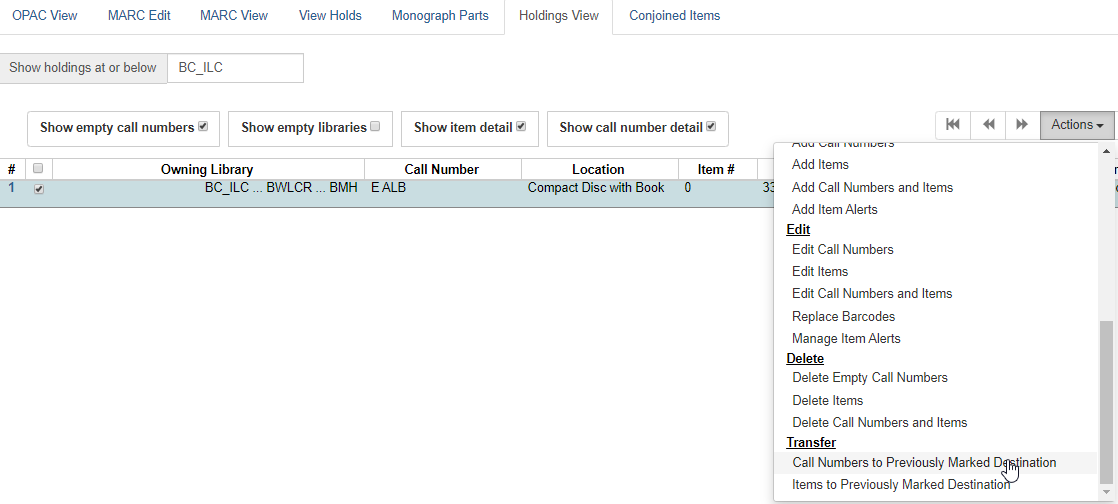 OPAC View MARC Edit MARC View View Holds Monograph Parts Holdings View Conjoined Items
Show holdings at or below BC_ILC
Show empty call numbers Show empty libraries Show item detail Show call number detail Actions
# Owning Library Call Number Location Item #
1 BC_ILC ... BWLCR ... BMH E ALB Compact Disc with Book 0 33
Add Call Numbers
Add Items
Add Call Numbers and Items
Add Item Alerts
Edit
Edit Call Numbers
Edit Items
Edit Call Numbers and Items
Replace Barcodes
Manage Item Alerts
Delete
Delete Empty Call Numbers
Delete Items
Delete Call Numbers and Items
Transfer
Call Numbers to Previously Marked Destination
Items to Previously Marked Destination